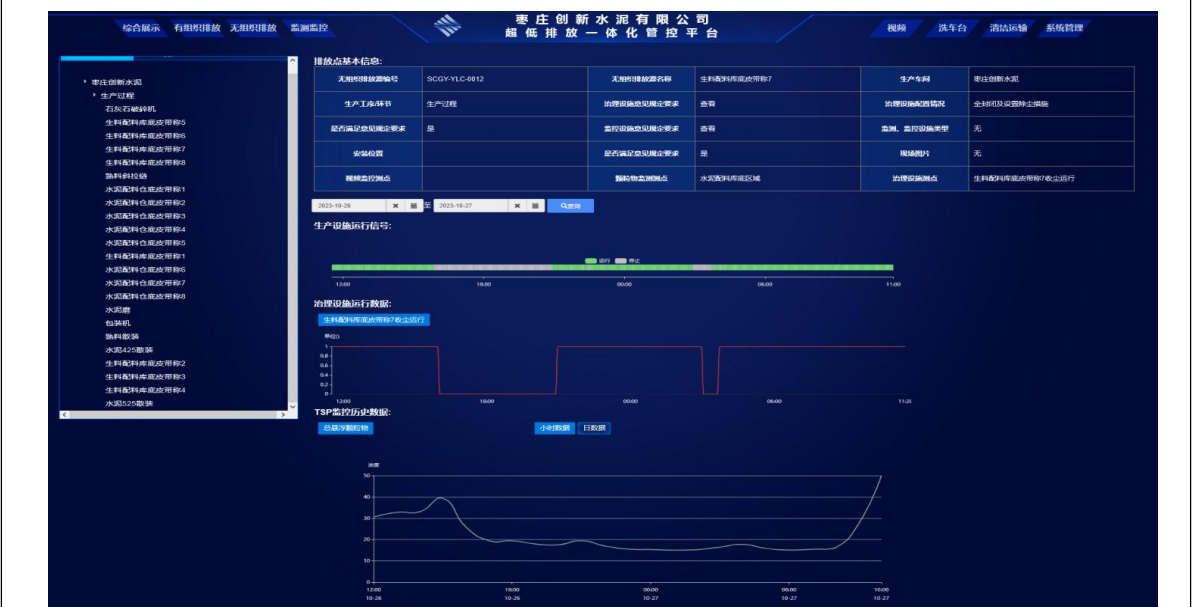 枣庄创新水泥有限公司
超低排放一体化管控平台
综合展示 有组织排放 无组织排放 监测监控 视频 洗车台 清洁运输 系统管理
枣庄创新水泥
生产过程
石灰石破碎机
生料配料库底皮带称5
生料配料库底皮带称6
生料配料库底皮带称7
生料配料库底皮带称8
熟料斜拉链
水泥配料仓底皮带称1
水泥配料仓底皮带称2
水泥配料仓底皮带称3
水泥配料仓底皮带称4
水泥配料仓底皮带称5
生料配料库底皮带称1
水泥配料仓底皮带称6
水泥配料仓底皮带称7
水泥配料仓底皮带称8
水泥磨
包装机
熟料散装
水泥425散装
生料配料库底皮带称2
生料配料库底皮带称3
生料配料库底皮带称4
水泥525散装
排放点基本信息:
无组织排放源编号 SCGY-YLC-0012 无组织排放源名称 生料配料库底皮带称7 生产车间 枣庄创新水泥
生产工序/环节 生产过程 治理设施意见规定要求 查看 治理设施配置情况 全封闭及设置除尘措施
是否满足意见规定要求 是 监控设施意见规定要求 查看 监测、监控设施类型 无
安装位置 是否满足意见规定要求 是 现场图片 无
视频监控测点 颗粒物监测测点 水泥配料库底区域 治理设施测点 生料配料库底皮带称7收尘运行
2023-10-26 至 2023-10-27 查询
生产设施运行信号:
运行 停止
12:00 18:00 00:00 06:00 11:00
治理设施运行数据:
生料配料库底皮带称7收尘运行
单位()
1
0.8
0.6
0.4
0.2
0
12:00 18:00 00:00 06:00 11:25
TSP监控历史数据:
总悬浮颗粒物 小时数据 日数据
浓度
50
40
30
20
10
0
12:00 18:00 00:00 06:00 10:00
10-26 10-26 10-27 10-27 10-27